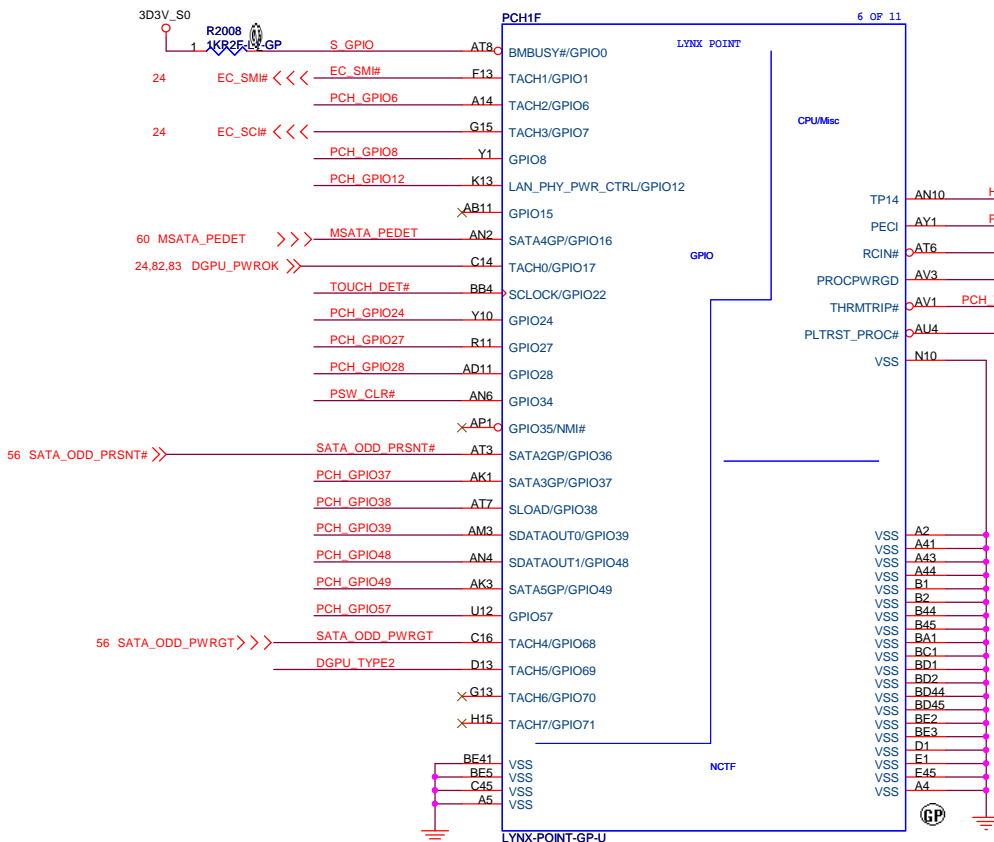 3D3V_S0
PCH1F
6 OF 11
R2008
1KR2F-L2-GP
1
LYNX POINT
CPU/Misc
GPIO
NCTF
S_GPIO AT8 BMBUSY#/GPIO0
24 EC_SMI# EC_SMI# F13 TACH1/GPIO1
PCH_GPIO6 A14 TACH2/GPIO6
24 EC_SCI# G15 TACH3/GPIO7
PCH_GPIO8 Y1 GPIO8
PCH_GPIO12 K13 LAN_PHY_PWR_CTRL/GPIO12
AB11 GPIO15
60 MSATA_PEDET MSATA_PEDET AN2 SATA4GP/GPIO16
24,82,83 DGPU_PWROK C14 TACH0/GPIO17
TOUCH_DET# BB4 SCLOCK/GPIO22
PCH_GPIO24 Y10 GPIO24
PCH_GPIO27 R11 GPIO27
PCH_GPIO28 AD11 GPIO28
PSW_CLR# AN6 GPIO34
AP1 GPIO35/NMI#
56 SATA_ODD_PRSNT# SATA_ODD_PRSNT# AT3 SATA2GP/GPIO36
PCH_GPIO37 AK1 SATA3GP/GPIO37
PCH_GPIO38 AT7 SLOAD/GPIO38
PCH_GPIO39 AM3 SDATAOUT0/GPIO39
PCH_GPIO48 AN4 SDATAOUT1/GPIO48
PCH_GPIO49 AK3 SATA5GP/GPIO49
PCH_GPIO57 U12 GPIO57
56 SATA_ODD_PWRGT SATA_ODD_PWRGT C16 TACH4/GPIO68
DGPU_TYPE2 D13 TACH5/GPIO69
G13 TACH6/GPIO70
H15 TACH7/GPIO71
BE41 VSS
BE5 VSS
C45 VSS
A5 VSS
TP14 AN10 H
PECI AY1 P
RCIN# AT6
PROCPWRGD AV3
THRMTRIP# AV1 PCH_
PLTRST_PROC# AU4
VSS N10
VSS A2
VSS A41
VSS A43
VSS A44
VSS B1
VSS B2
VSS B44
VSS B45
VSS BA1
VSS BC1
VSS BD1
VSS BD2
VSS BD44
VSS BD45
VSS BE2
VSS BE3
VSS D1
VSS E1
VSS E45
VSS A4
GP
LYNX-POINT-GP-U